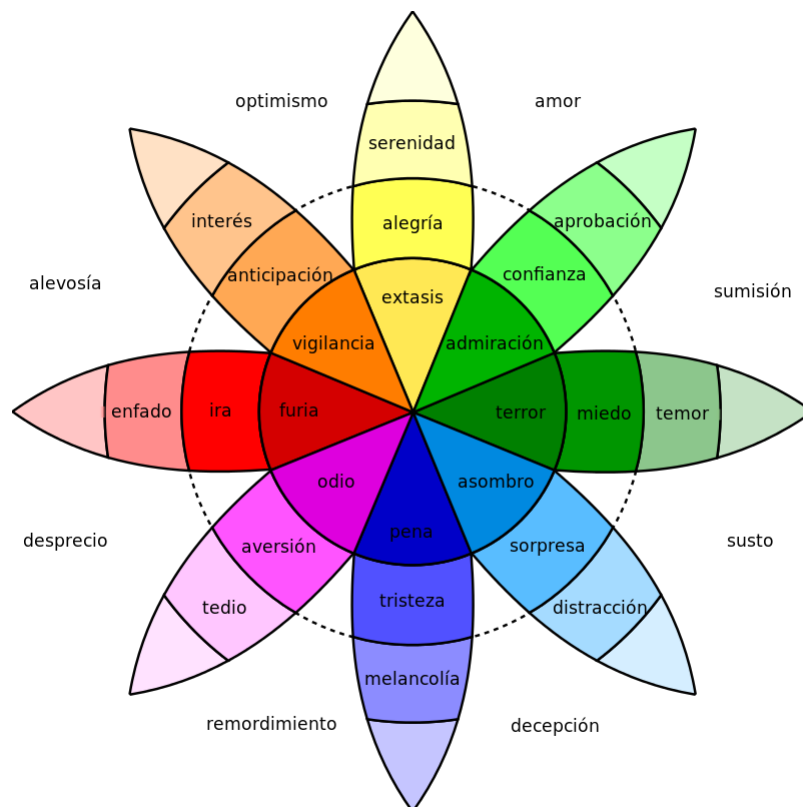 optimismo
amor
serenidad
interés
aprobación
alegría
anticipación
confianza
alevosía
sumisión
extasis
vigilancia
admiración
enfado
ira
furia
terror
miedo
temor
odio
asombro
pena
desprecio
aversión
sorpresa
susto
tedio
tristeza
distracción
melancolía
remordimiento
decepción